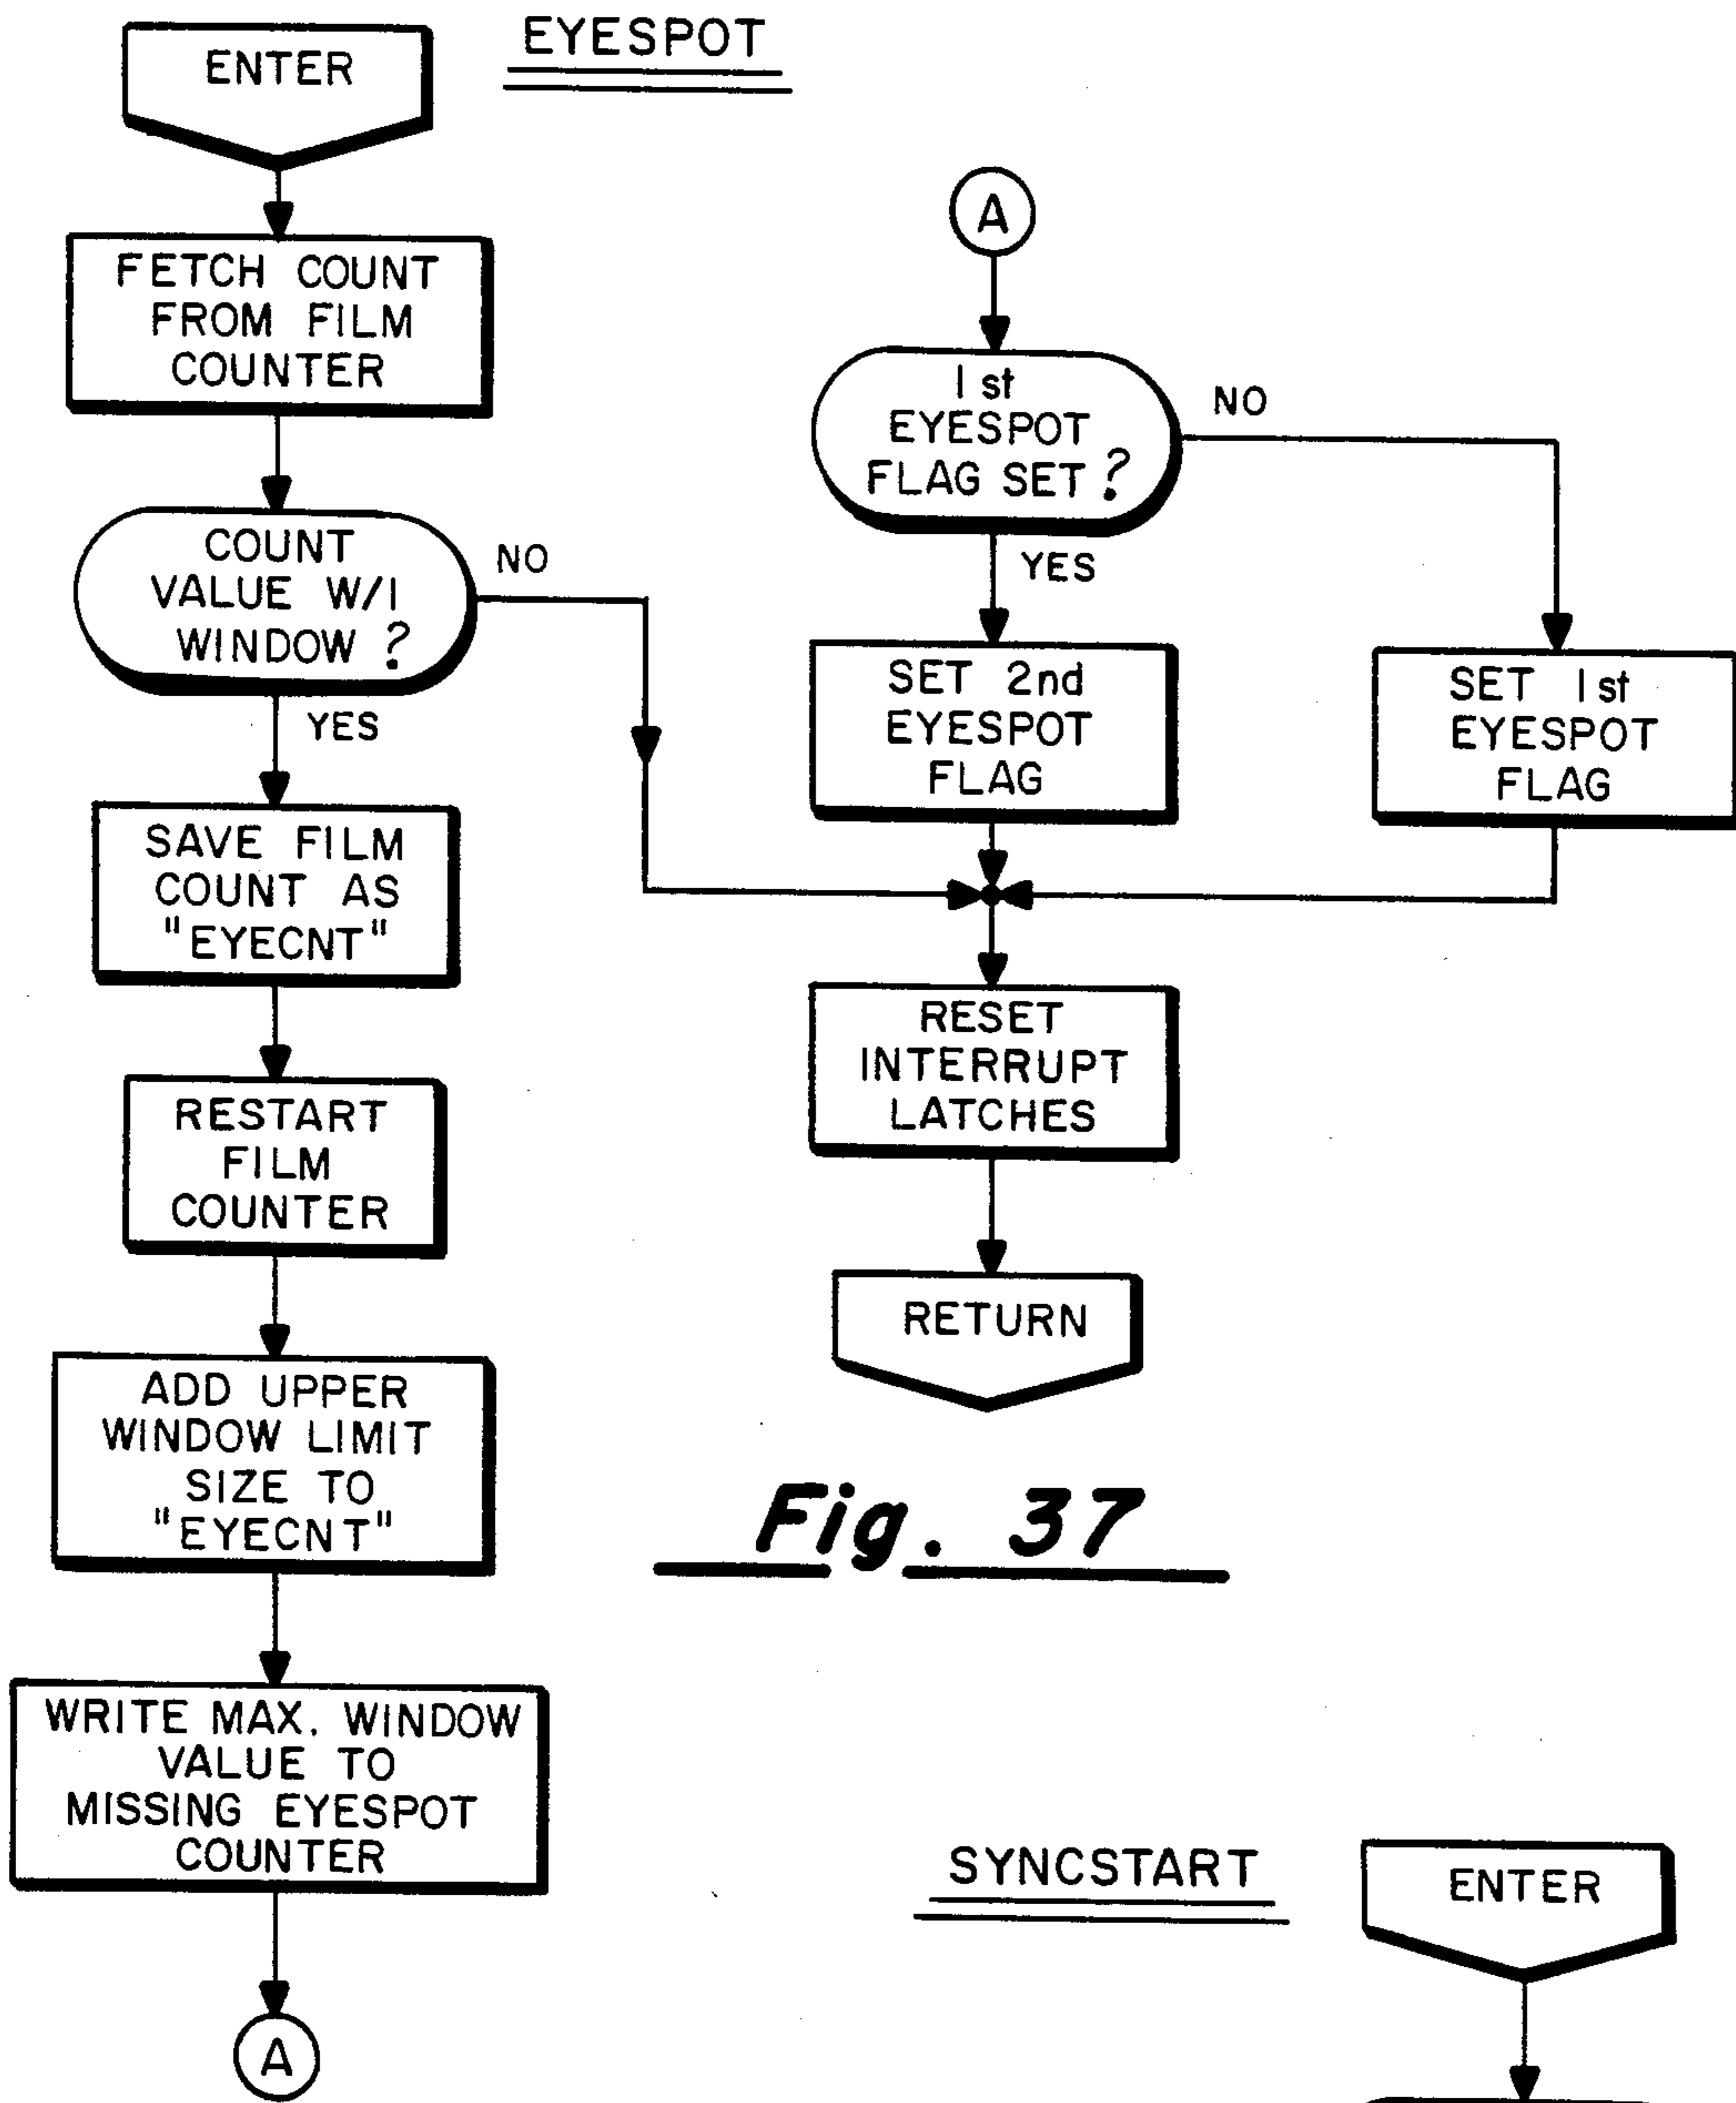 EYESPOT
ENTER
FETCH COUNT
FROM FILM
COUNTER
COUNT
VALUE W/I
WINDOW ?
NO
YES
SAVE FILM
COUNT AS
"EYECNT"
RESTART
FILM
COUNTER
ADD UPPER
WINDOW LIMIT
SIZE TO
"EYECNT"
WRITE MAX. WINDOW
VALUE TO
MISSING EYESPOT
COUNTER
A
A
1st
EYESPOT
FLAG SET ?
NO
YES
SET 2nd
EYESPOT
FLAG
SET 1st
EYESPOT
FLAG
RESET
INTERRUPT
LATCHES
RETURN
Fig. 37
SYNCSTART
ENTER